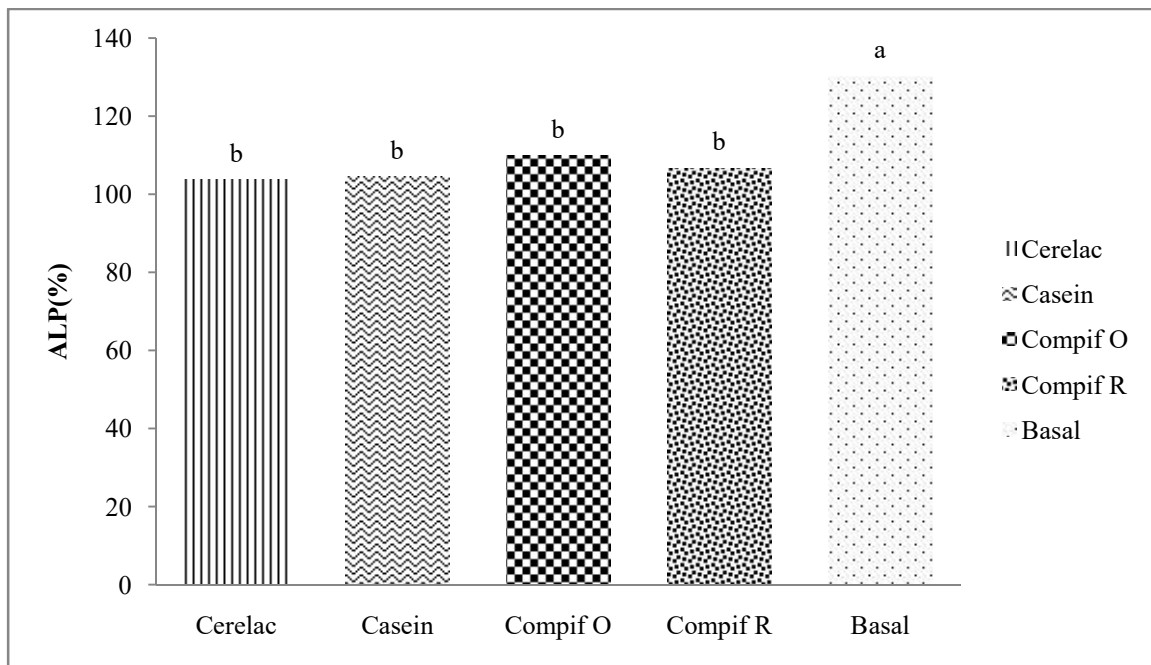 140
120
100
80
60
40
20
0
ALP(%)
b
b
b
b
a
Cerelac
Casein
Compif O
Compif R
Basal
Cerelac
Casein
Compif O
Compif R
Basal